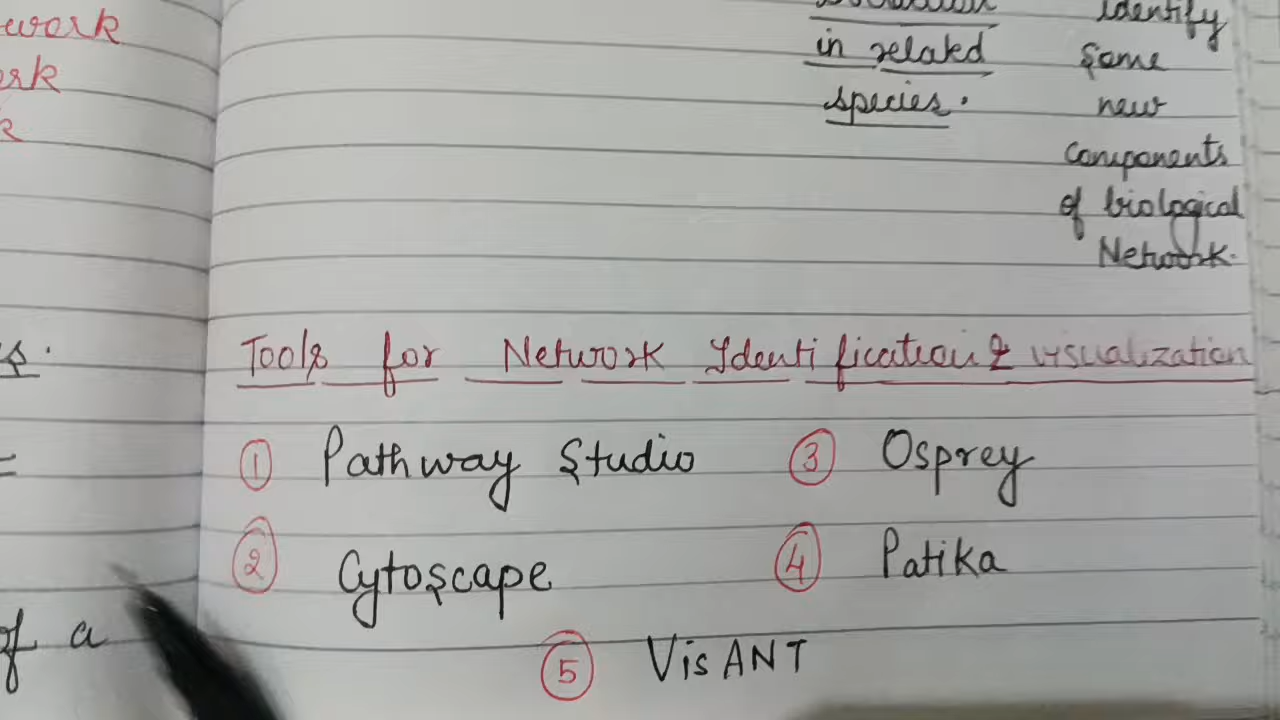 work
in related
species.
identify
some
new
components
of biological
Network.
Tools for Network Identification & visualization
① Pathway Studio
② Cytoscape
③ Osprey
④ Patika
⑤ VisANT
of a